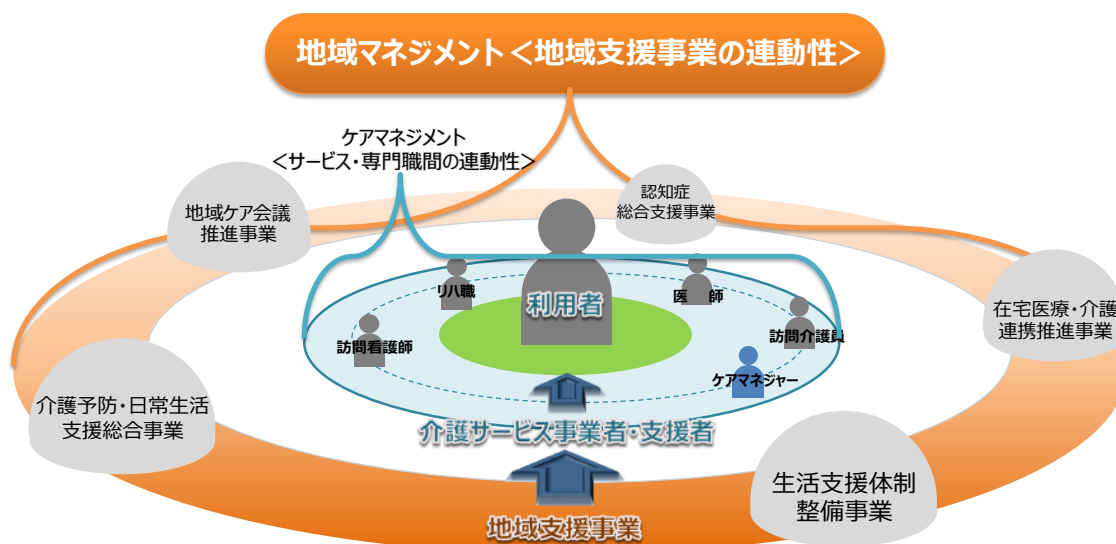 地域マネジメント＜地域支援事業の連動性＞
ケアマネジメント
＜サービス・専門職間の連動性＞
地域ケア会議
推進事業
認知症
総合支援事業
リハ職
医　師
利用者
訪問看護師
訪問介護員
在宅医療・介護
連携推進事業
ケアマネジャー
介護予防・日常生活
支援総合事業
介護サービス事業者・支援者
生活支援体制
整備事業
地域支援事業